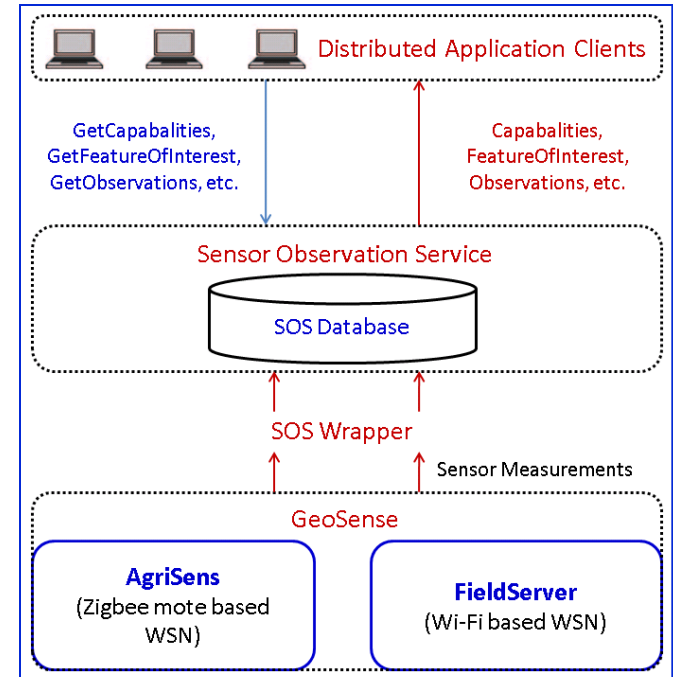 Distributed Application Clients
GetCapabalities,
GetFeatureOfInterest,
GetObservations, etc.
Capabalities,
FeatureOfInterest,
Observations, etc.
Sensor Observation Service
SOS Database
SOS Wrapper
Sensor Measurements
GeoSense
AgriSens
(Zigbee mote based
WSN)
FieldServer
(Wi-Fi based WSN)